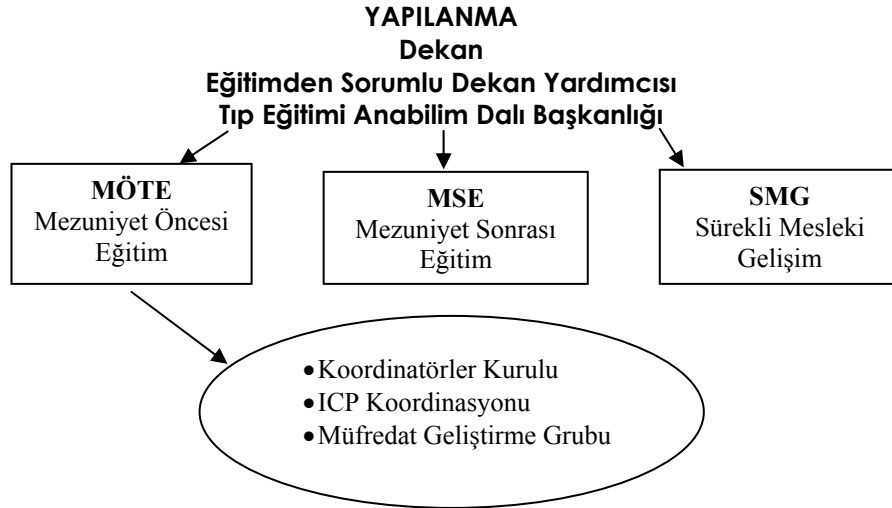 YAPILANMA
Dekan
Eğitimden Sorumlu Dekan Yardımcısı
Tıp Eğitimi Anabilim Dalı Başkanlığı
MÖTE
Mezuniyet Öncesi
Eğitim
MSE
Mezuniyet Sonrası
Eğitim
SMG
Sürekli Mesleki
Gelişim
•Koordinatörler Kurulu
•ICP Koordinasyonu
•Müfredat Geliştirme Grubu